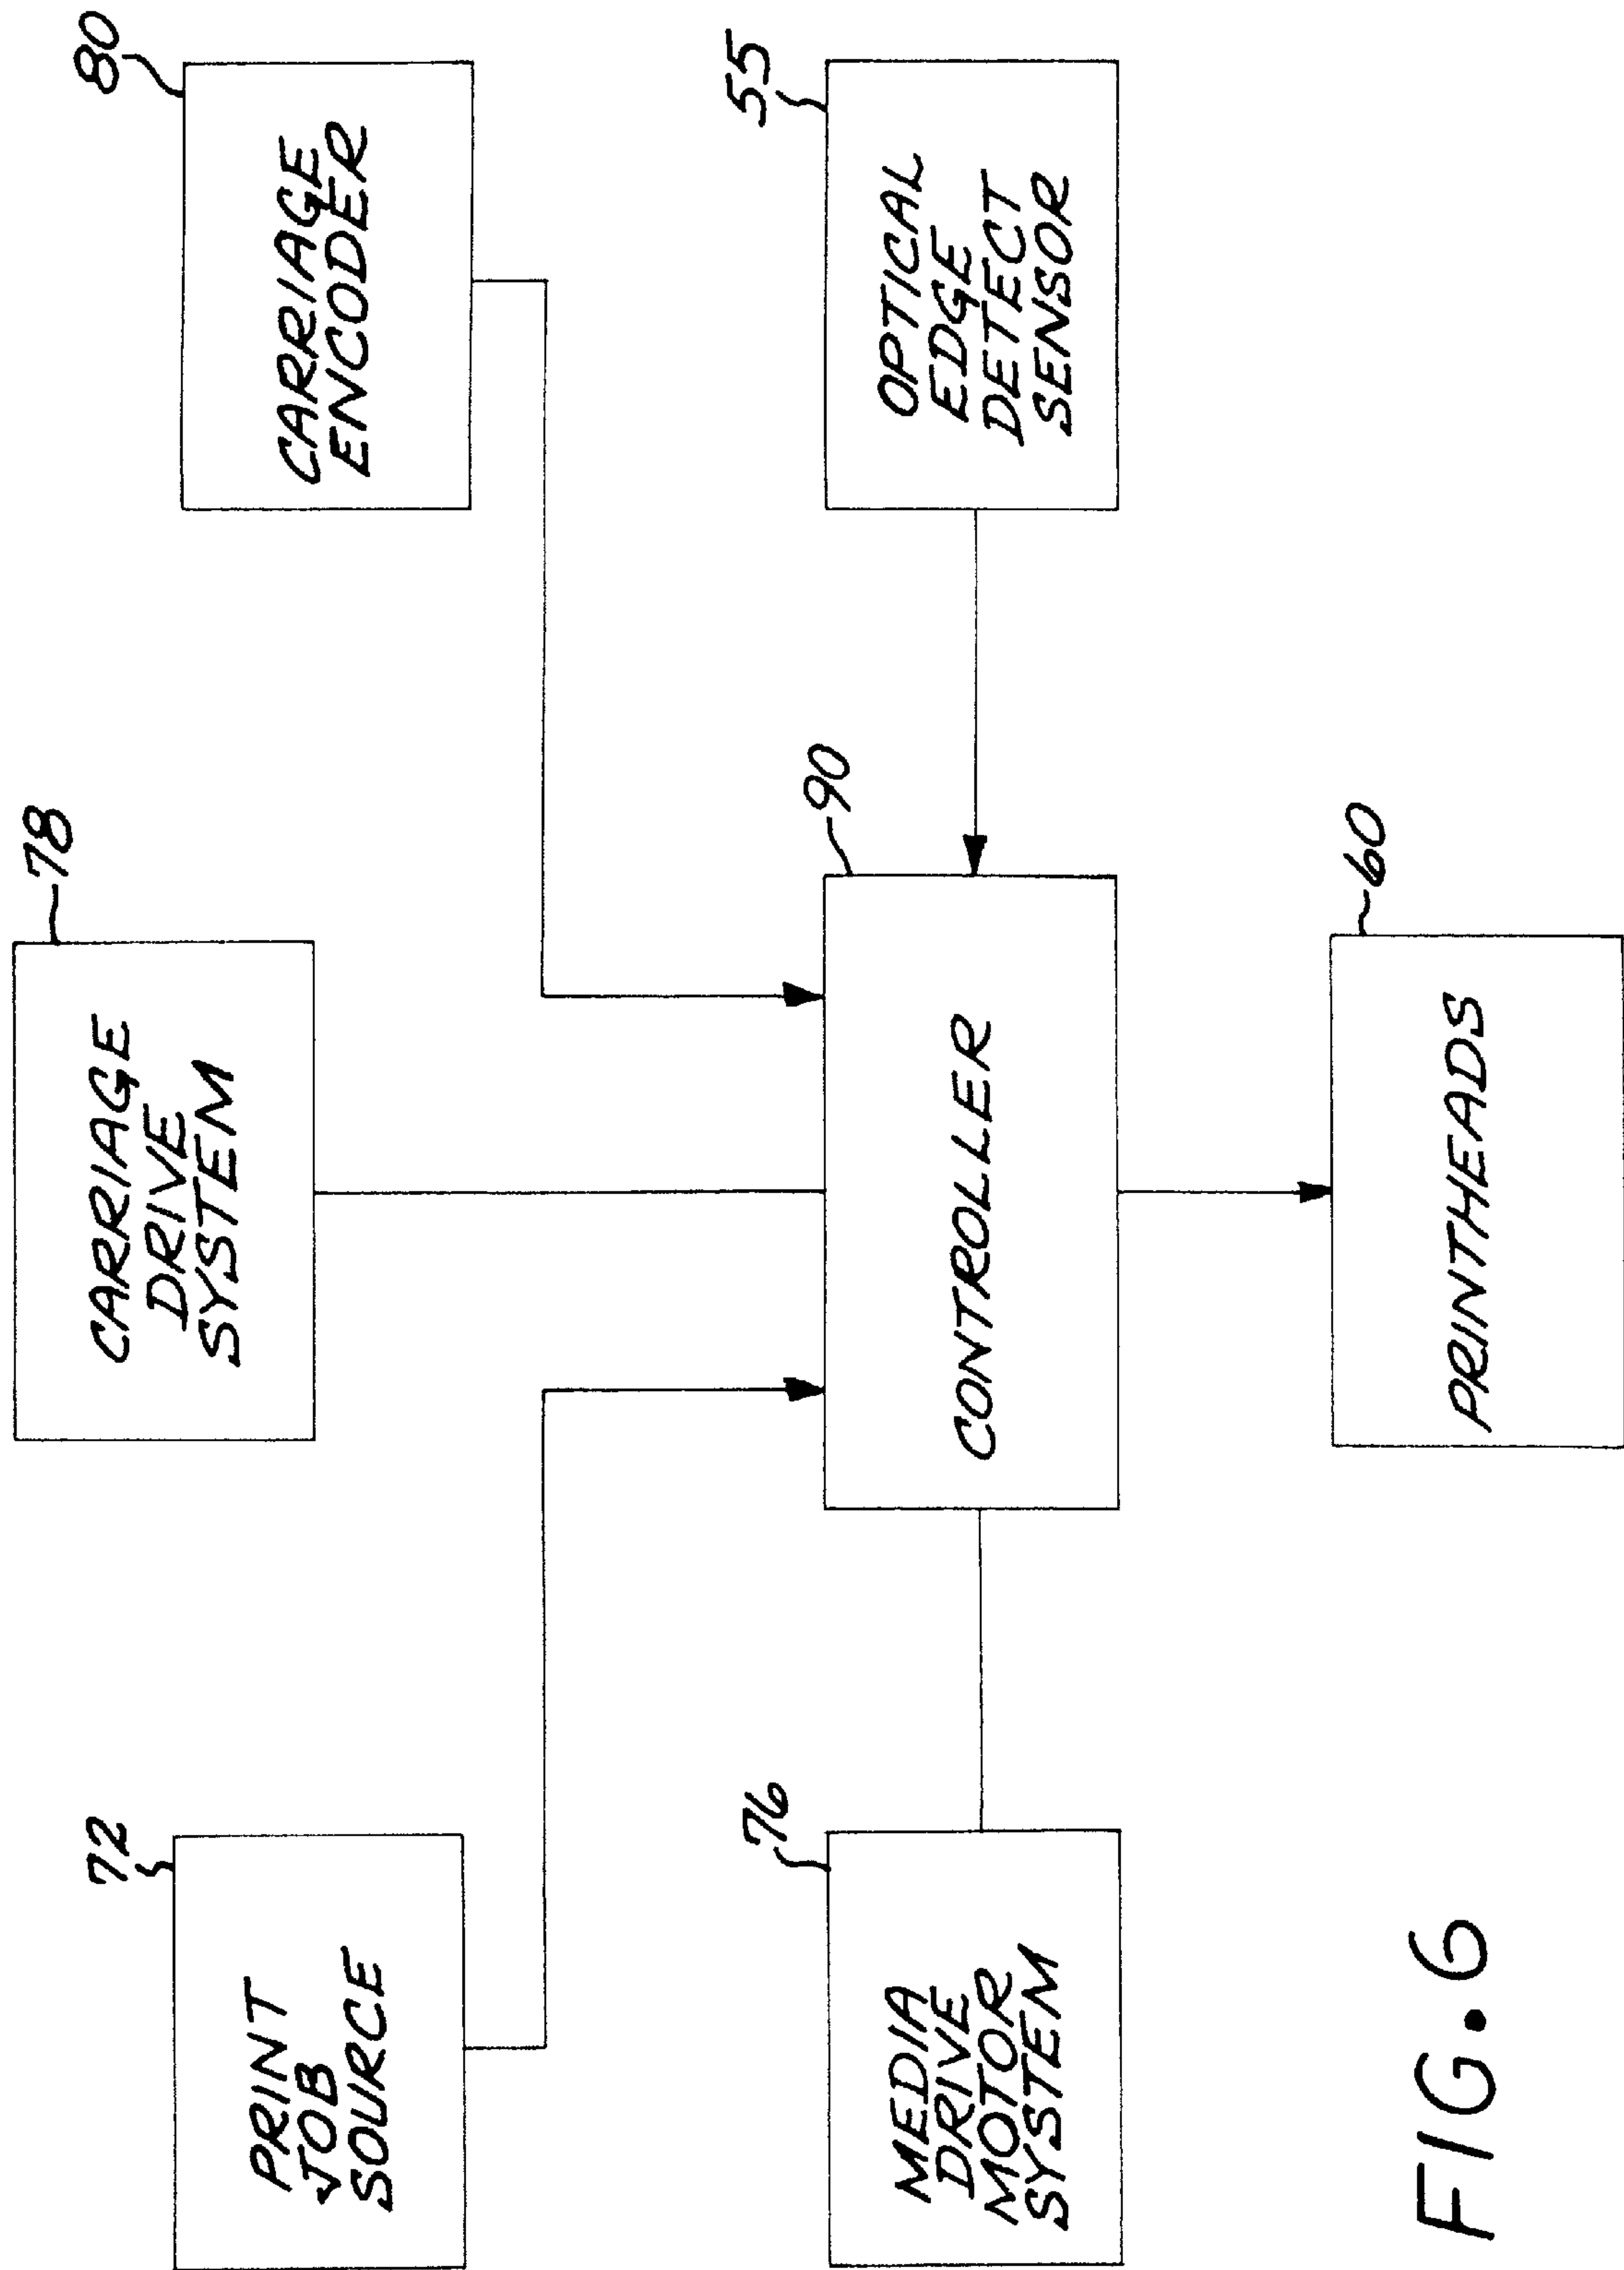 72
PRINT
JOB
SOURCE
78
CARRIAGE
DRIVE
SYSTEM
80
CARRIAGE
ENCODER
76
MEDIA
DRIVE
MOTOR
SYSTEM
90
CONTROLLER
55
OPTICAL
EDGE
DETECT
SENSOR
60
PRINTHEADS
FIG. 6